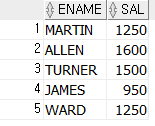 ENAME SAL
1 MARTIN 1250
2 ALLEN 1600
3 TURNER 1500
4 JAMES 950
5 WARD 1250